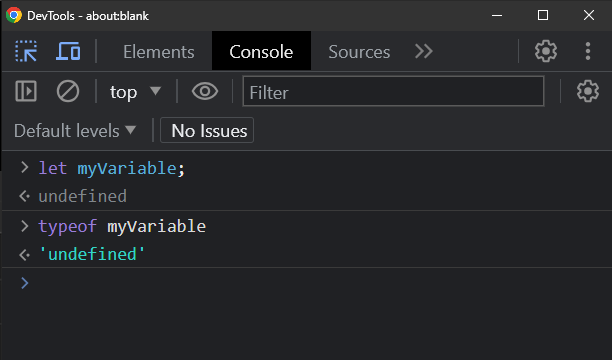 DevTools - about:blank
Elements Console Sources
top Filter
Default levels No Issues
let myVariable;
undefined
typeof myVariable
'undefined'